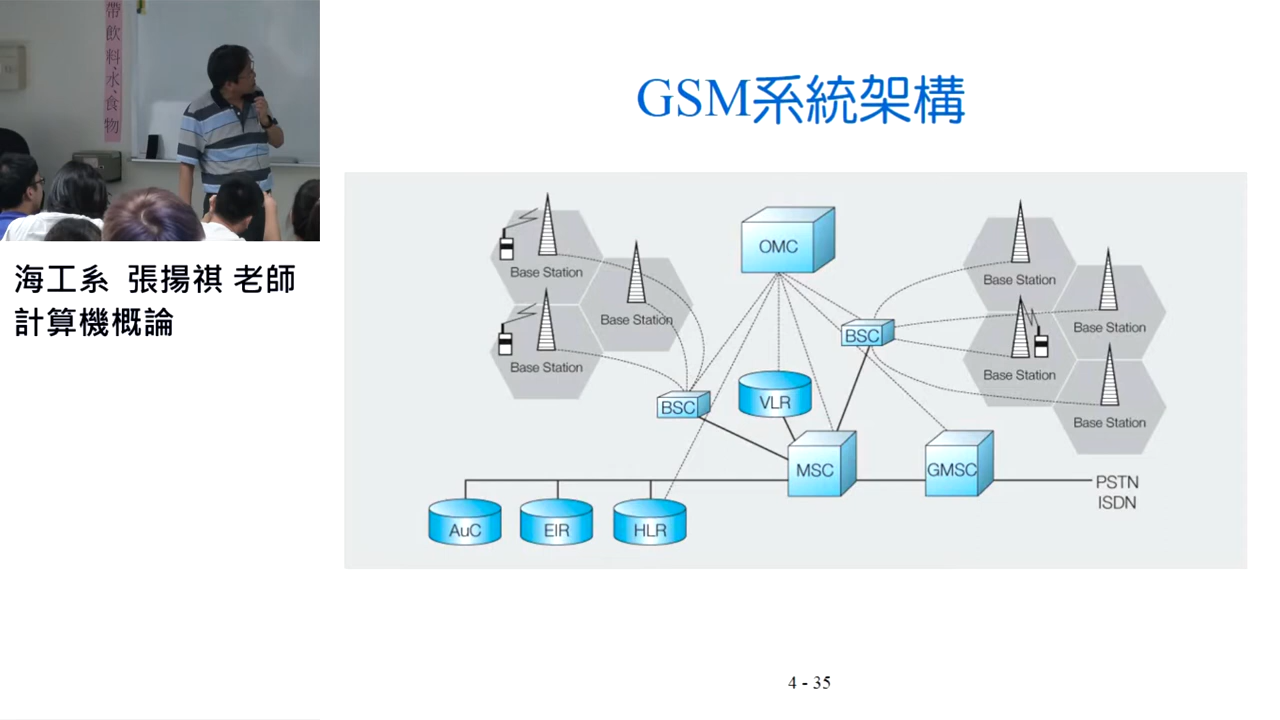 帶飲料、水、食物
海工系 張揚祺 老師
計算機概論
GSM系統架構
OMC
Base Station
Base Station
Base Station
Base Station
Base Station
Base Station
Base Station
BSC
BSC
VLR
MSC
GMSC
PSTN
ISDN
AuC
EIR
HLR
4 - 35